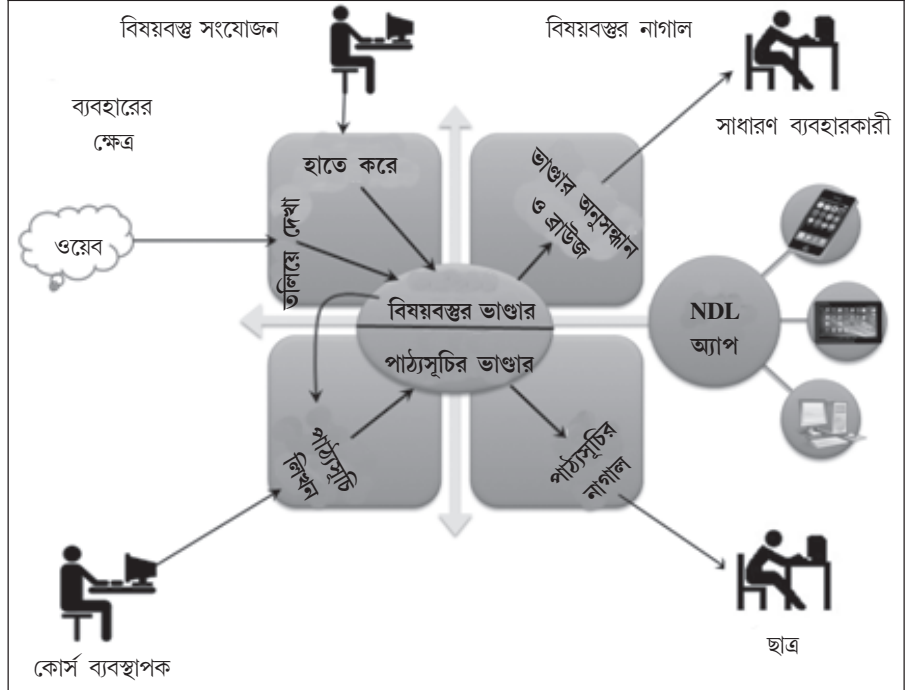 বিষয়বস্তু সংযোজন
বিষয়বস্তুর নাগাল
ব্যবহারের
ক্ষেত্র
সাধারণ ব্যবহারকারী
হাতে করে
ভাণ্ডার অনুসন্ধান
ও ব্রাউজ
ওয়েব
তলিয়ে দেখা
বিষয়বস্তুর ভাণ্ডার
পাঠ্যসূচির ভাণ্ডার
NDL
অ্যাপ
পাঠ্যসূচি
লিখন
পাঠ্যসূচির
নাগাল
কোর্স ব্যবস্থাপক
ছাত্র